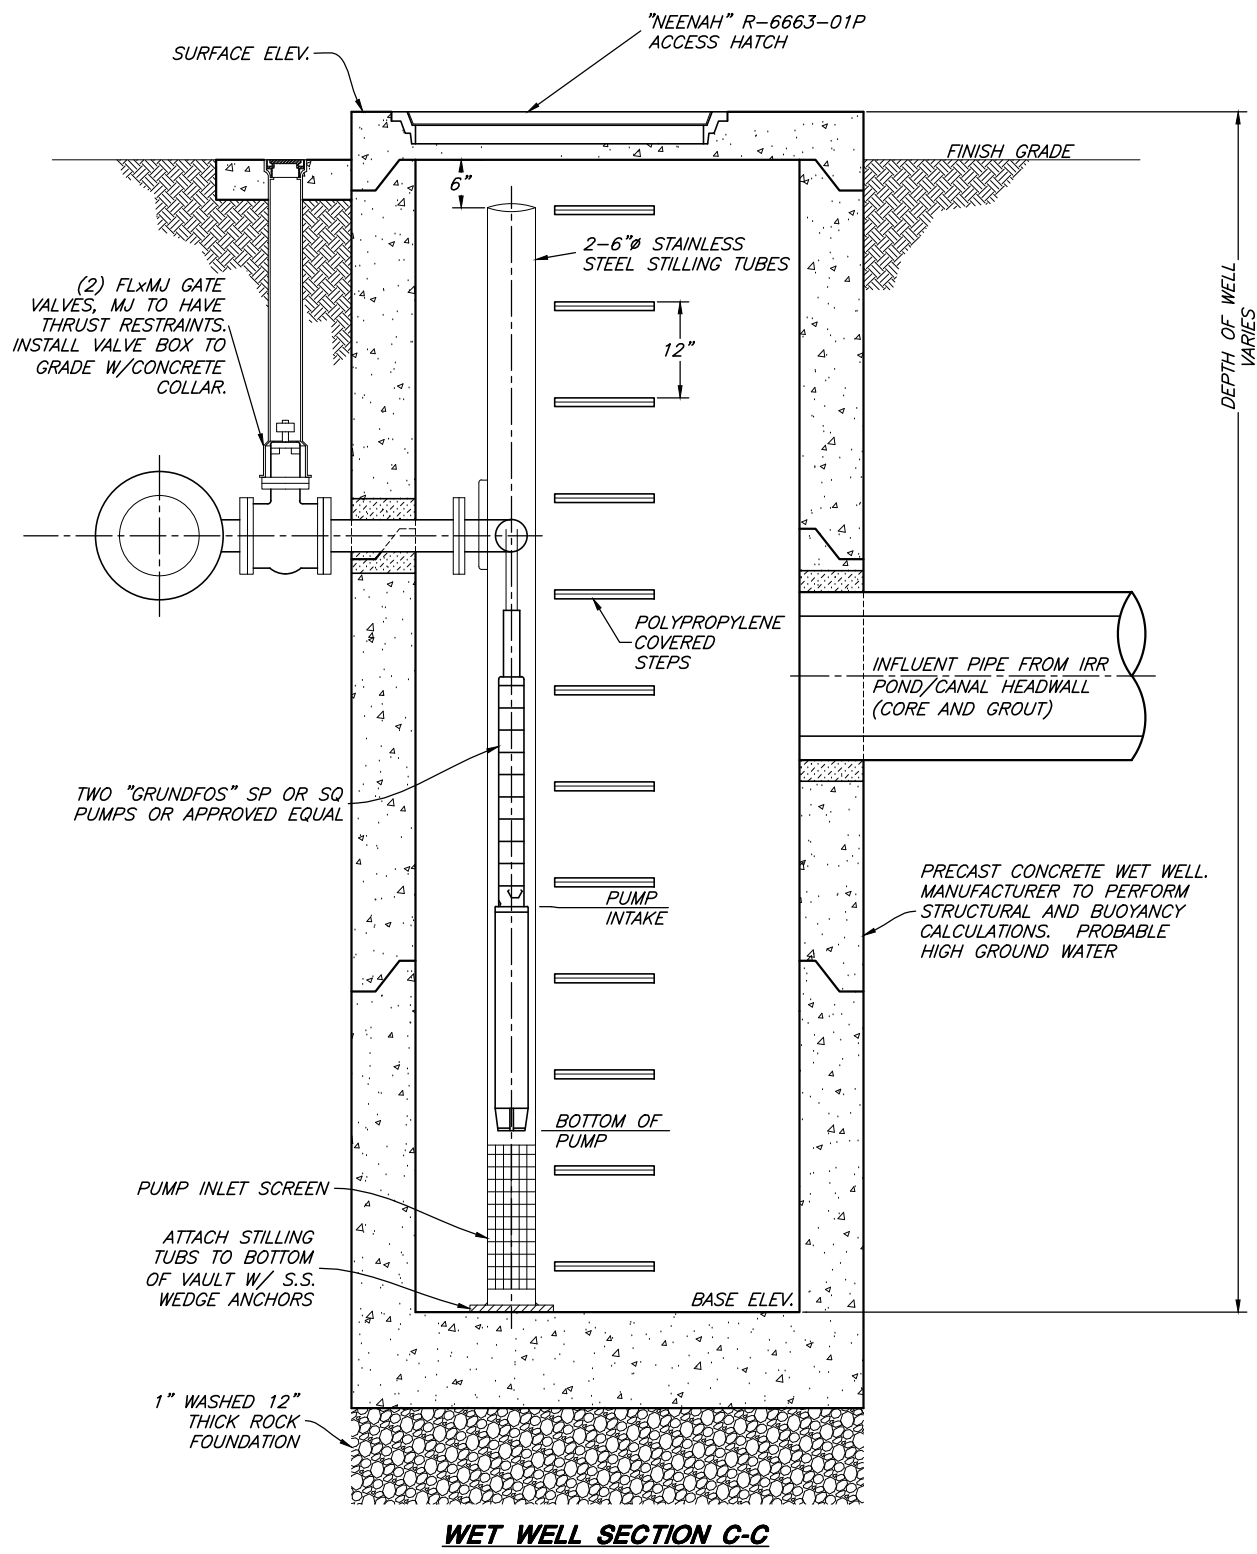 "NEENAH" R-6663-01P
ACCESS HATCH
SURFACE ELEV.
FINISH GRADE
6"
2-6"ø STAINLESS
STEEL STILLING TUBES
(2) FLxMJ GATE
VALVES, MJ TO HAVE
THRUST RESTRAINTS.
INSTALL VALVE BOX TO
GRADE W/CONCRETE
COLLAR.
12"
DEPTH OF WELL
VARIES
POLYPROPYLENE
COVERED
STEPS
INFLUENT PIPE FROM IRR
POND/CANAL HEADWALL
(CORE AND GROUT)
TWO "GRUNDFOS" SP OR SQ
PUMPS OR APPROVED EQUAL
PUMP
INTAKE
PRECAST CONCRETE WET WELL.
MANUFACTURER TO PERFORM
STRUCTURAL AND BUOYANCY
CALCULATIONS. PROBABLE
HIGH GROUND WATER
BOTTOM OF
PUMP
PUMP INLET SCREEN
ATTACH STILLING
TUBS TO BOTTOM
OF VAULT W/ S.S.
WEDGE ANCHORS
BASE ELEV.
1" WASHED 12"
THICK ROCK
FOUNDATION
WET WELL SECTION C-C